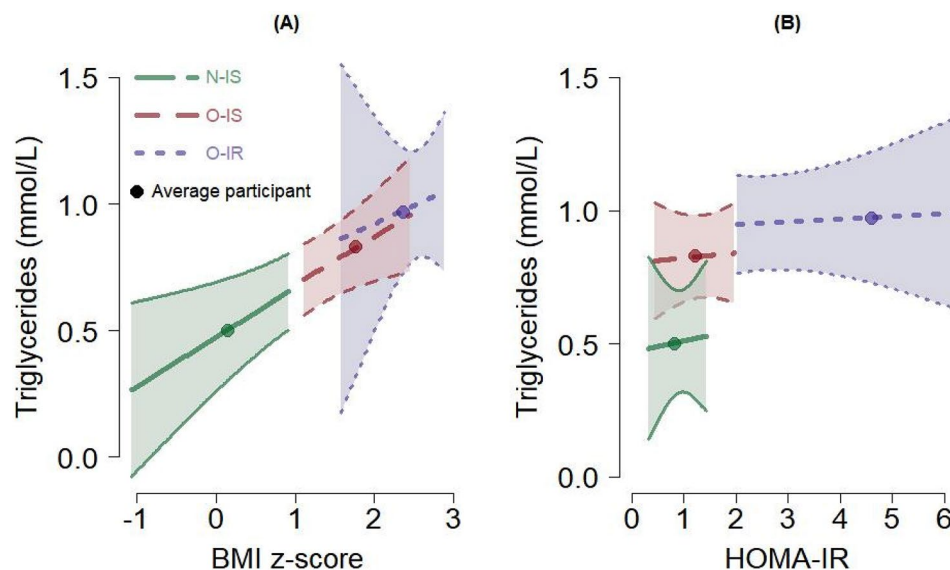 (A)
Triglycerides (mmol/L)
1.5
1.0
0.5
0.0
N-IS
O-IS
O-IR
Average participant
-1 0 1 2 3
BMI z-score
(B)
Triglycerides (mmol/L)
1.5
1.0
0.5
0.0
0 1 2 3 4 5 6
HOMA-IR